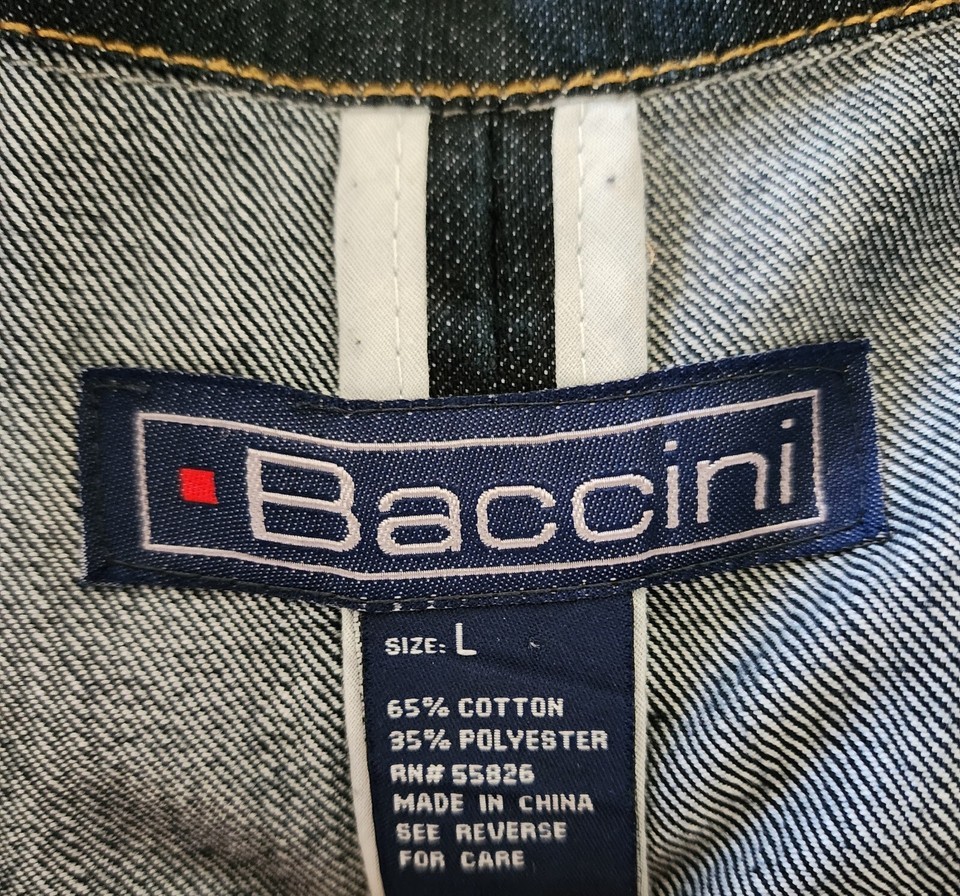 Baccini
SIZE: L
65% COTTON
35% POLYESTER
RN# 55826
MADE IN CHINA
SEE REVERSE
FOR CARE